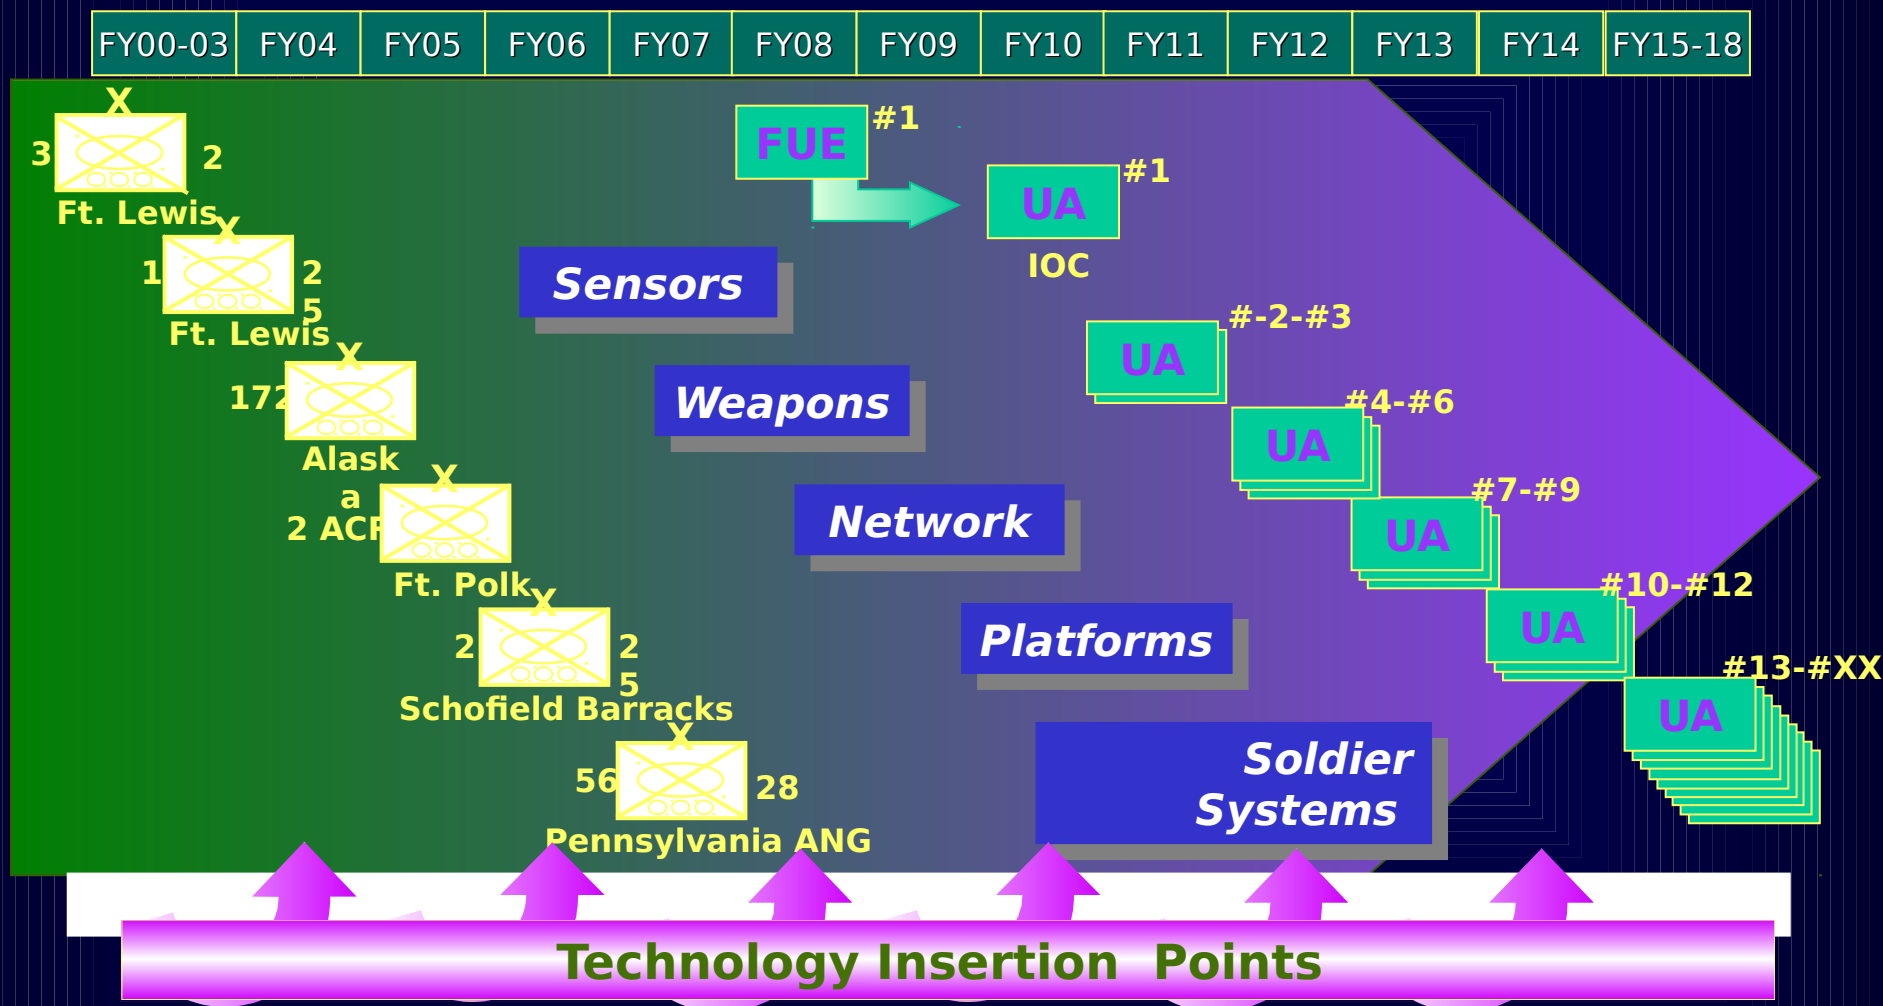 FY00-03 FY04 FY05 FY06 FY07 FY08 FY09 FY10 FY11 FY12 FY13 FY14 FY15-18
X
3 2
Ft. Lewis
X
1 2
5
Ft. Lewis
X
172
Alask
a
X
2 ACR
Ft. Polk
X
2 2
5
Schofield Barracks
X
56 28
Pennsylvania ANG
FUE #1
UA #1
IOC
Sensors
Weapons
Network
Platforms
Soldier
Systems
#-2-#3
UA
#4-#6
UA
#7-#9
UA
#10-#12
UA
#13-#XX
UA
Technology Insertion Points